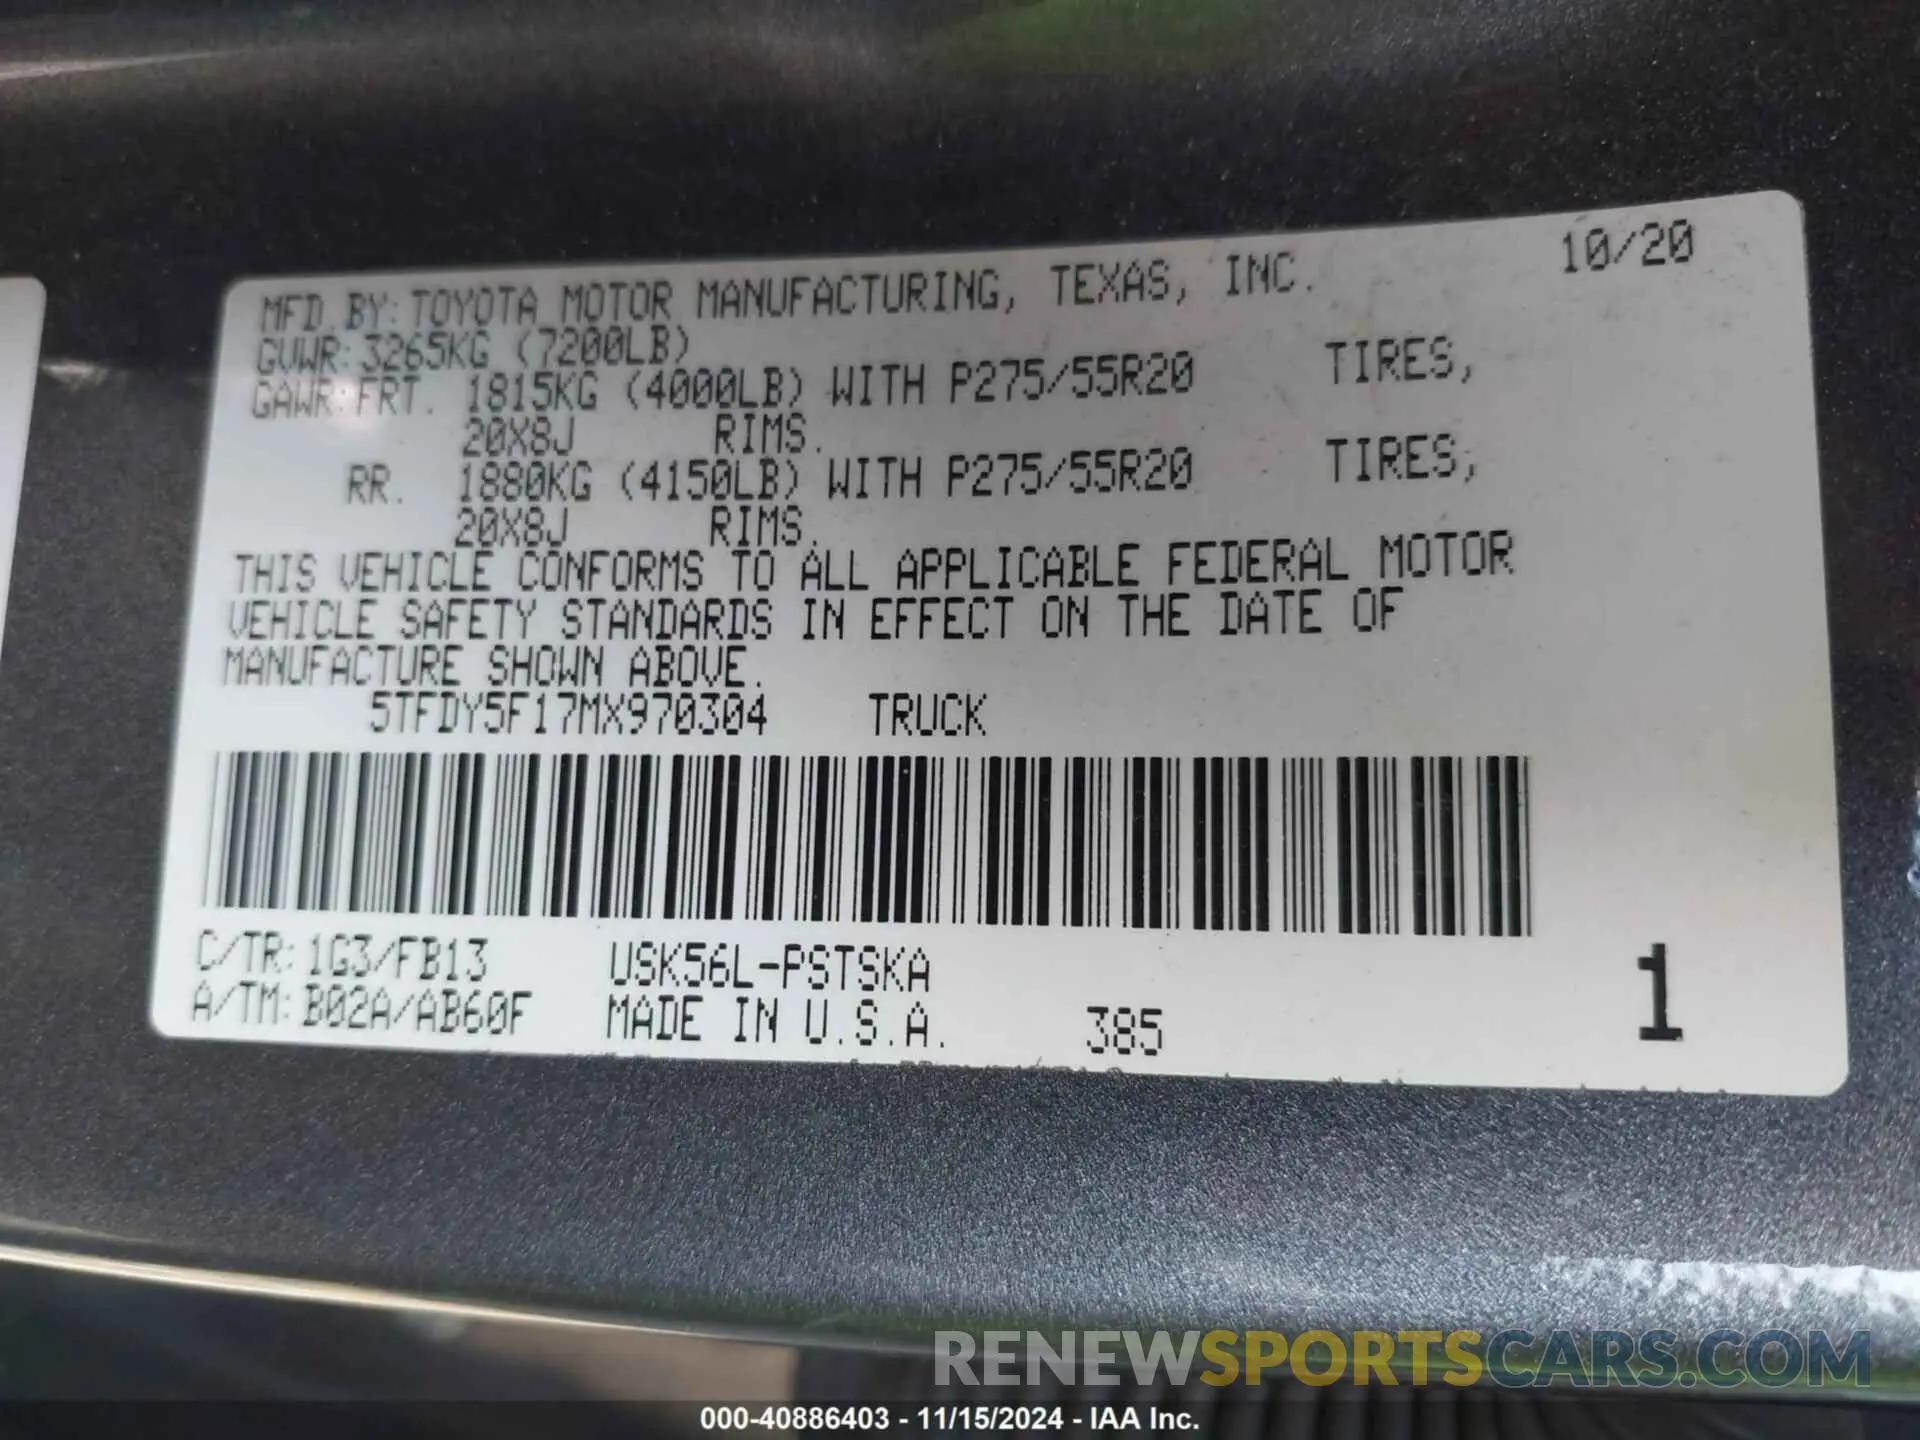 MFD.BY:TOYOTA MOTOR MANUFACTURING, TEXAS, INC. 10/20
GVWR:3265KG (7200LB)
GAWR:FRT. 1815KG (4000LB) WITH P275/55R20 TIRES,
20X8J RIMS.
RR. 1880KG (4150LB) WITH P275/55R20 TIRES,
20X8J RIMS.
THIS VEHICLE CONFORMS TO ALL APPLICABLE FEDERAL MOTOR
VEHICLE SAFETY STANDARDS IN EFFECT ON THE DATE OF
MANUFACTURE SHOWN ABOVE.
5TFDY5F17MX970304 TRUCK
C/TR:1G3/FB13 USK56L-PSTSKA 1
A/TM:B02A/AB60F MADE IN U.S.A. 385
RENEWSPORTSCARS.COM
000-40886403 - 11/15/2024 - IAA Inc.